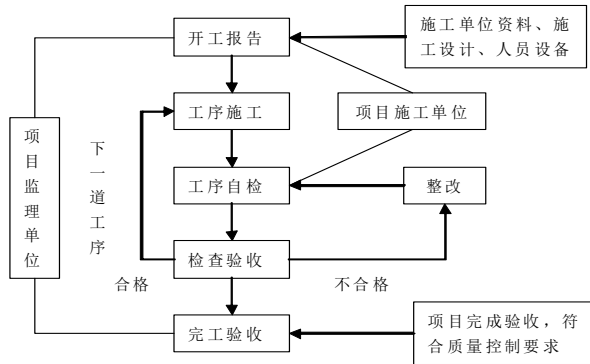 开工报告
施工单位资料、施
工设计、人员设备
工序施工
项目施工单位
项目监理单位
下一道工序
工序自检
整改
检查验收
合格
不合格
完工验收
项目完成验收，符
合质量控制要求